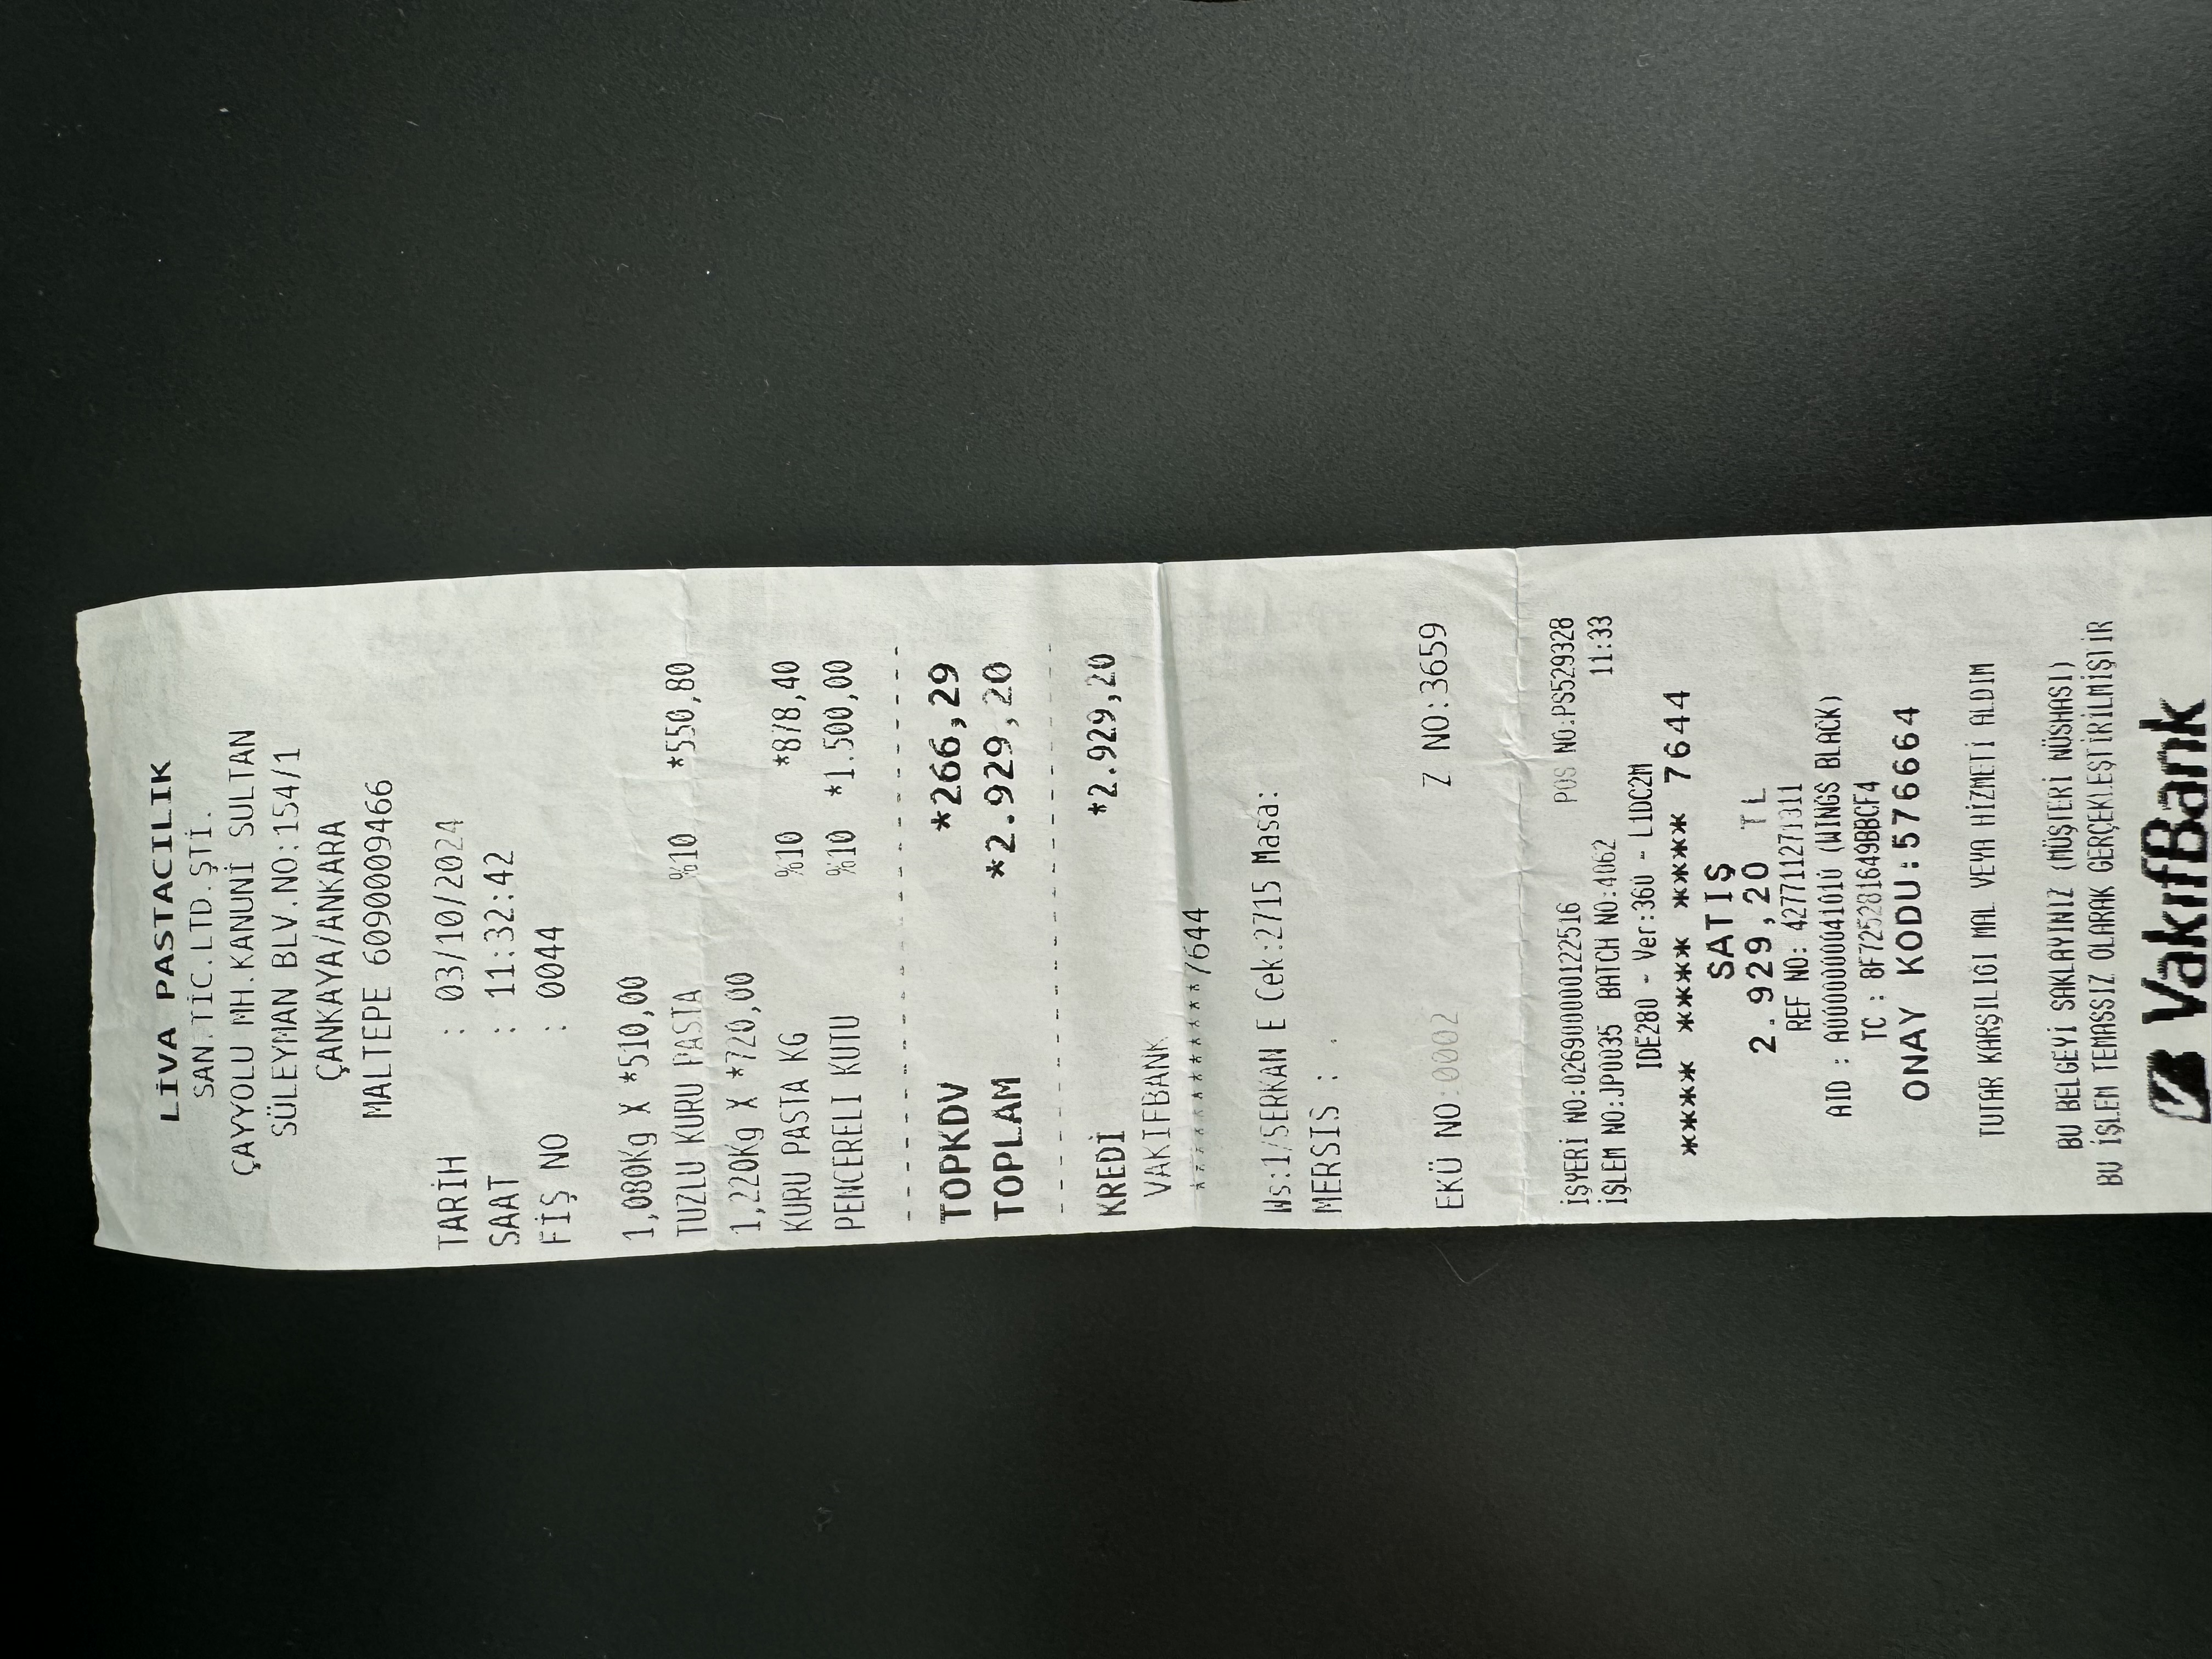 LİVA PASTACILIK
SAN.TİC.LTD.ŞTİ.
ÇAYYOLU MH.KANUNİ SULTAN
SÜLEYMAN BLV.NO:154/1
ÇANKAYA/ANKARA
MALTEPE 6090009466
TARİH : 03/10/2024
SAAT : 11:32:42
FİŞ NO : 0044
1,080Kg X *510,00
TUZLU KURU PASTA %10 *550,80
1,220Kg X *720,00
KURU PASTA KG %10 *878,40
PENCERELI KUTU %10 *1.500,00
------------------------
TOPKDV *266,29
TOPLAM *2.929,20
------------------------
KREDİ *2.929,20
VAKIFBANK
************7644
Ws:1/SERKAN E Cek:2715 Masa:
MERSIS : .
EKÜ NO:0002 Z NO:3659
İŞYERİ NO:026900000122516 POS NO:PS529328
İŞLEM NO:JP0035 BATCH NO:4062 11:33
IDE280 - Ver:360 - L1DC2M
**** **** **** 7644
SATIŞ
2.929,20 TL
REF NO: 427711271311
AID : A0000000041010 (WINGS BLACK)
TC : 8F725281649BBCF4
ONAY KODU:576664
TUTAR KARŞILIĞI MAL VEYA HİZMETİ ALDIM
BU BELGEYİ SAKLAYINIZ (MÜŞTERİ NÜSHASI)
BU İŞLEM TEMASSIZ OLARAK GERÇEKLEŞTİRİLMİŞTİR
VakıfBank